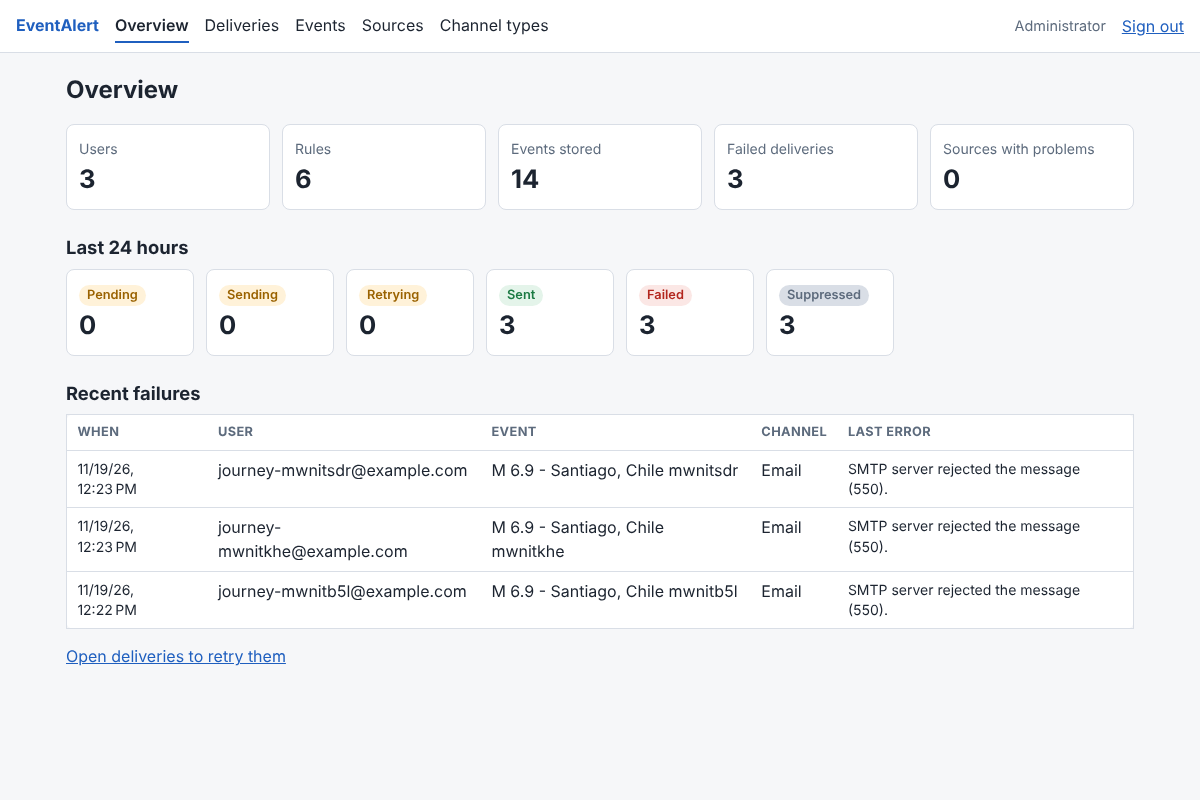 EventAlert Overview Deliveries Events Sources Channel types Administrator Sign out
Overview
Users Rules Events stored Failed deliveries Sources with problems
3 6 14 3 0
Last 24 hours
Pending Sending Retrying Sent Failed Suppressed
0 0 0 3 3 3
Recent failures
WHEN USER EVENT CHANNEL LAST ERROR
11/19/26, journey-mwnitsdr@example.com M 6.9 - Santiago, Chile mwnitsdr Email SMTP server rejected the message
12:23 PM (550).
11/19/26, journey- M 6.9 - Santiago, Chile Email SMTP server rejected the message
12:23 PM mwnitkhe@example.com mwnitkhe (550).
11/19/26, journey-mwnitb5l@example.com M 6.9 - Santiago, Chile mwnitb5l Email SMTP server rejected the message
12:22 PM (550).
Open deliveries to retry them